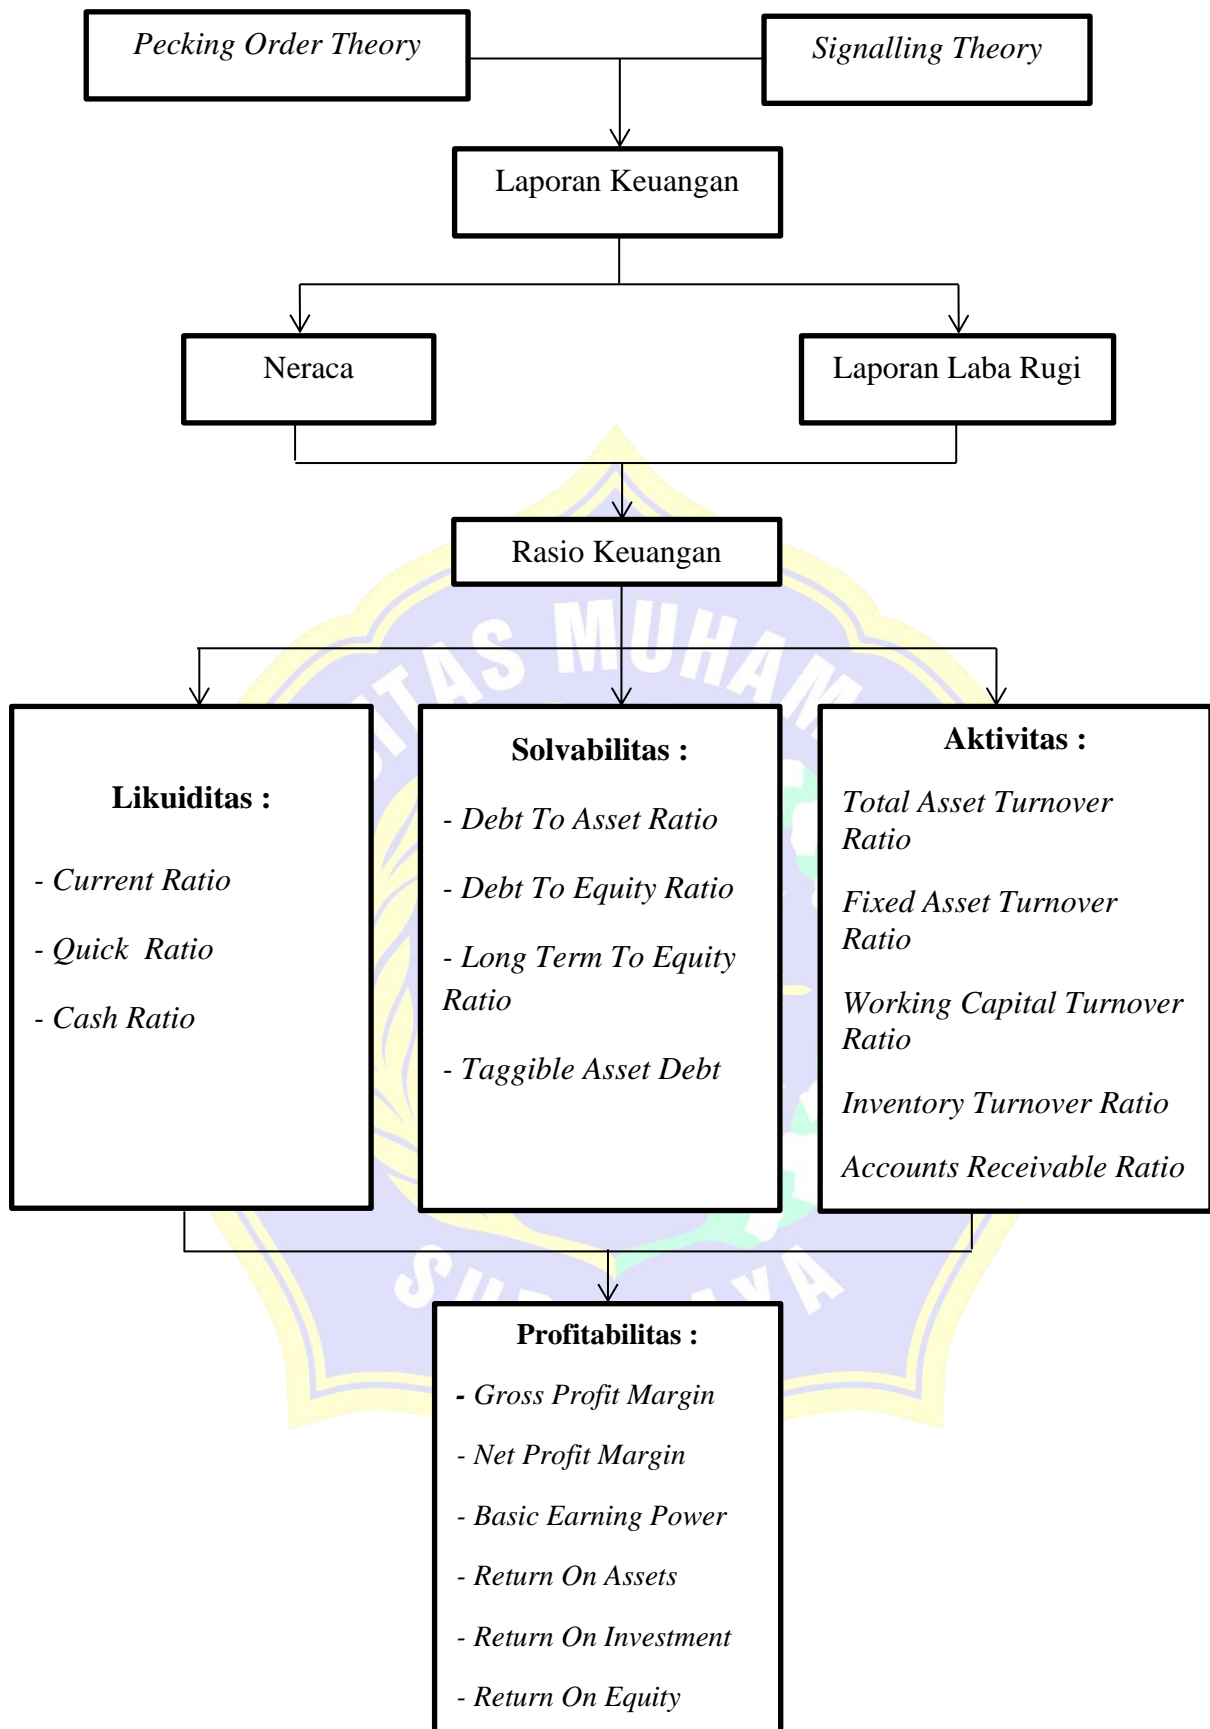 Pecking Order Theory
Signalling Theory
Laporan Keuangan
Neraca
Laporan Laba Rugi
Rasio Keuangan
Likuiditas :
- Current Ratio
- Quick  Ratio
- Cash Ratio
Solvabilitas :
- Debt To Asset Ratio
- Debt To Equity Ratio
- Long Term To Equity
Ratio
- Taggible Asset Debt
Aktivitas :
Total Asset Turnover
Ratio
Fixed Asset Turnover
Ratio
Working Capital Turnover
Ratio
Inventory Turnover Ratio
Accounts Receivable Ratio
Profitabilitas :
- Gross Profit Margin
- Net Profit Margin
- Basic Earning Power
- Return On Assets
- Return On Investment
- Return On Equity